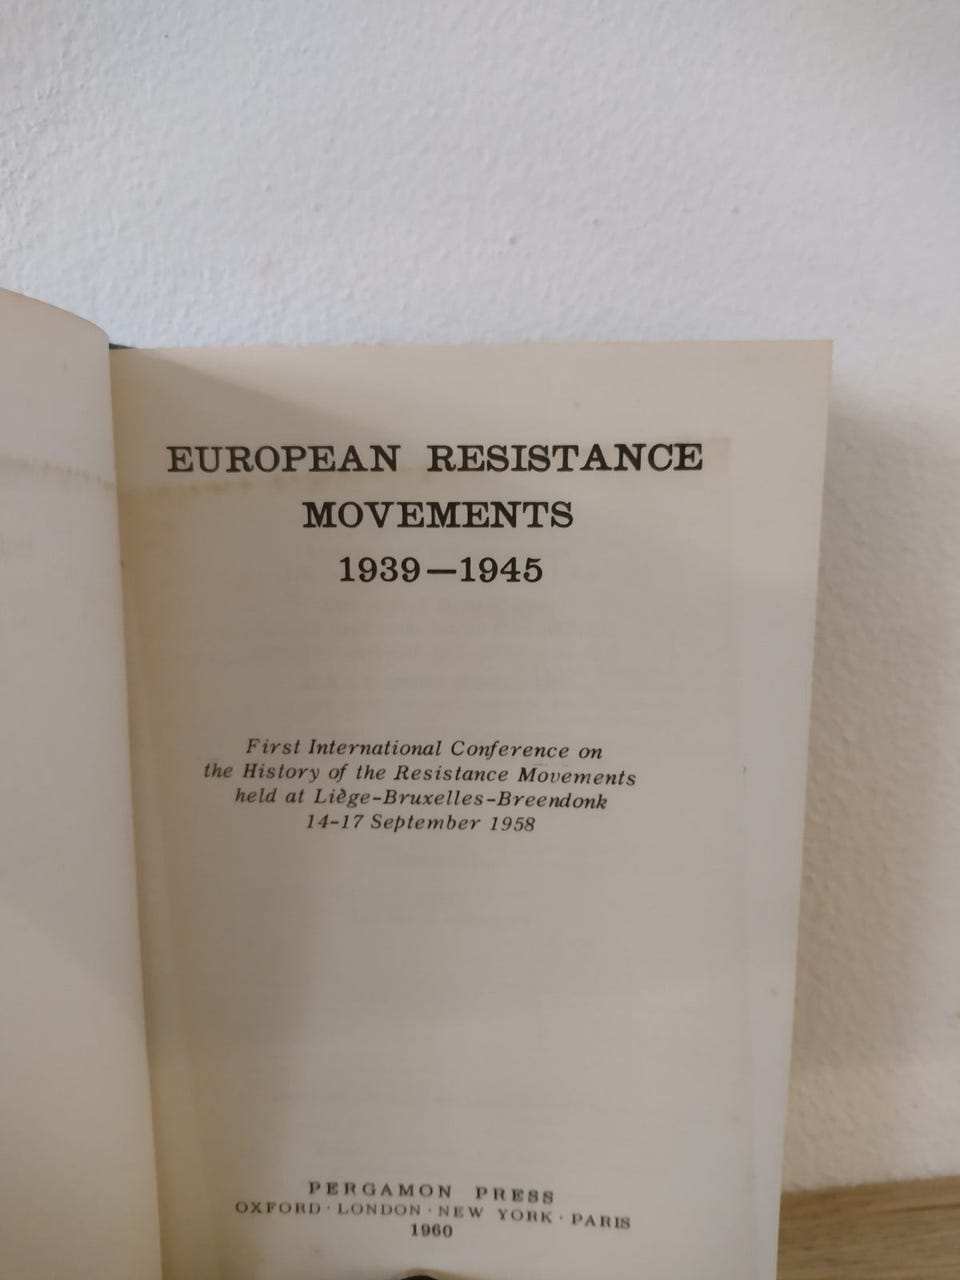 EUROPEAN RESISTANCE
MOVEMENTS
1939—1945
First International Conference on
the History of the Resistance Movements
held at Liège-Bruxelles-Breendonk
14-17 September 1958
PERGAMON PRESS
OXFORD · LONDON · NEW YORK · PARIS
1960